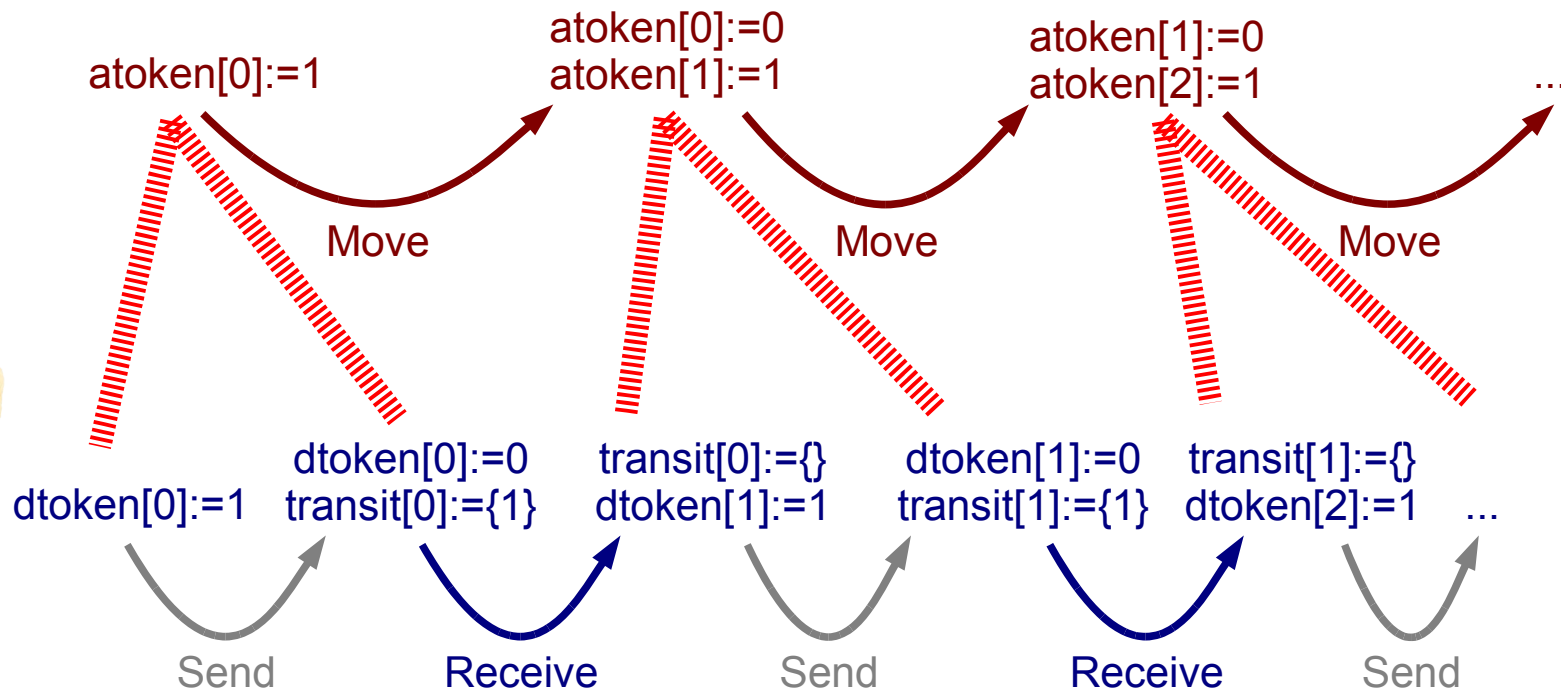 atoken[0]:=1
atoken[0]:=0
atoken[1]:=1
atoken[1]:=0
atoken[2]:=1
...
Move
Move
Move
dtoken[0]:=1
dtoken[0]:=0
transit[0]:={1}
transit[0]:={}
dtoken[1]:=1
dtoken[1]:=0
transit[1]:={1}
transit[1]:={}
dtoken[2]:=1
...
Send
Receive
Send
Receive
Send